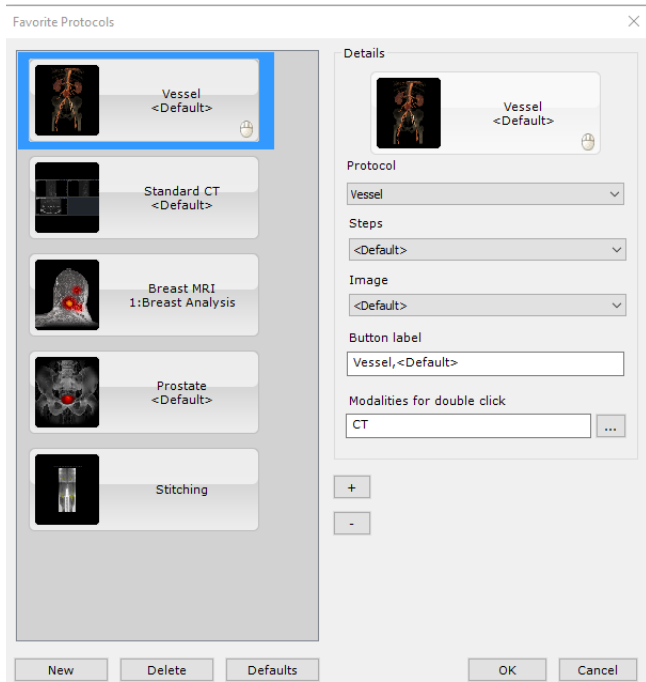 Favorite Protocols
Vessel
<Default>
Standard CT
<Default>
Breast MRI
1:Breast Analysis
Prostate
<Default>
Stitching
Details
Vessel
<Default>
Protocol
Vessel
Steps
<Default>
Image
<Default>
Button label
Vessel,<Default>
Modalities for double click
CT
...
+
-
New Delete Defaults OK Cancel